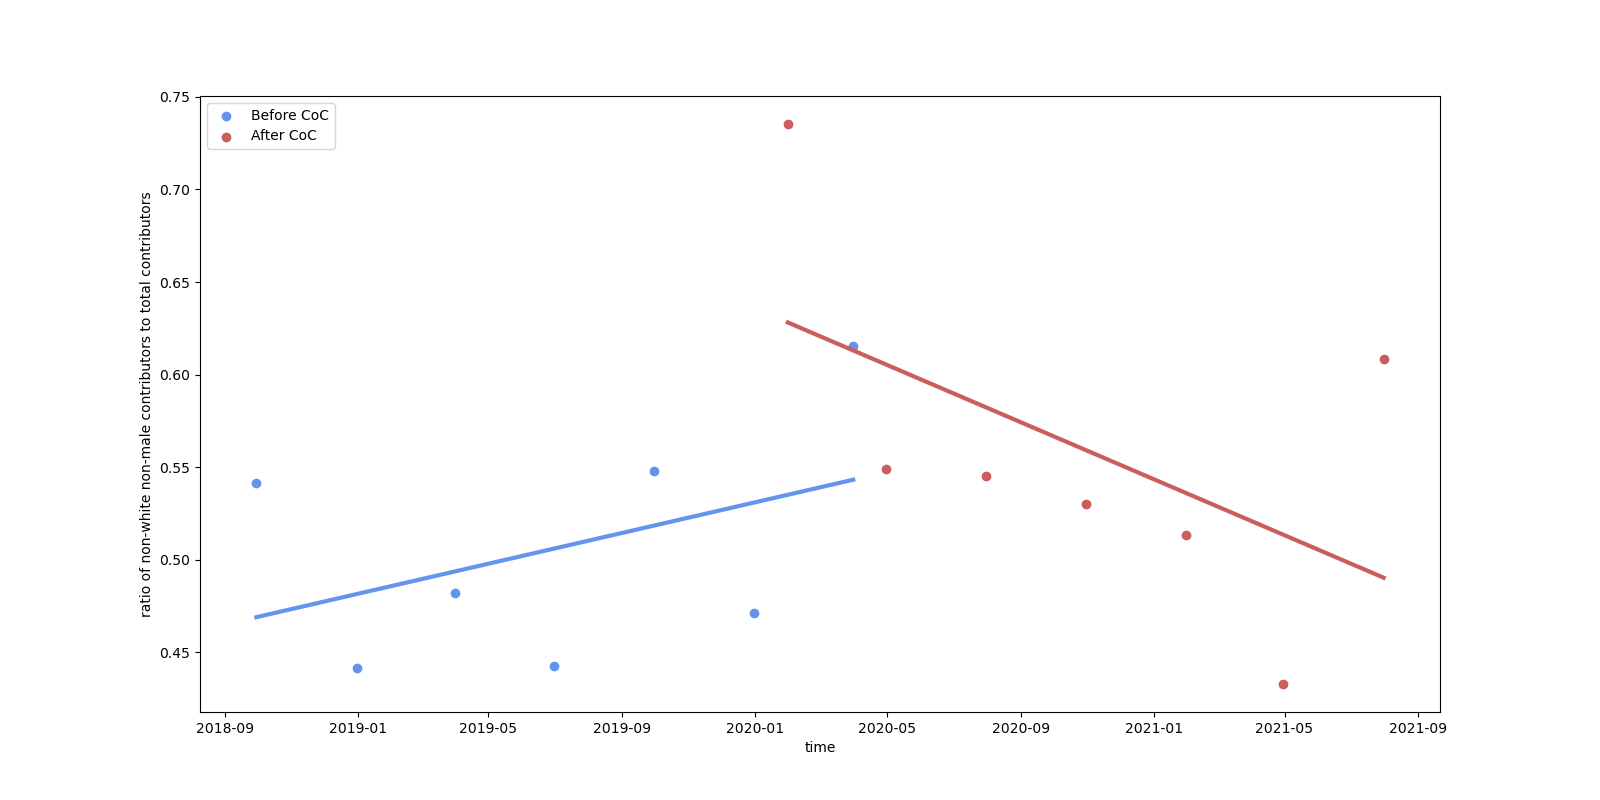 0.75
0.70
0.65
0.60
0.55
0.50
0.45
ratio of non-white non-male contributors to total contributors
Before CoC
After CoC
2018-09 2019-01 2019-05 2019-09 2020-01 2020-05 2020-09 2021-01 2021-05 2021-09
time